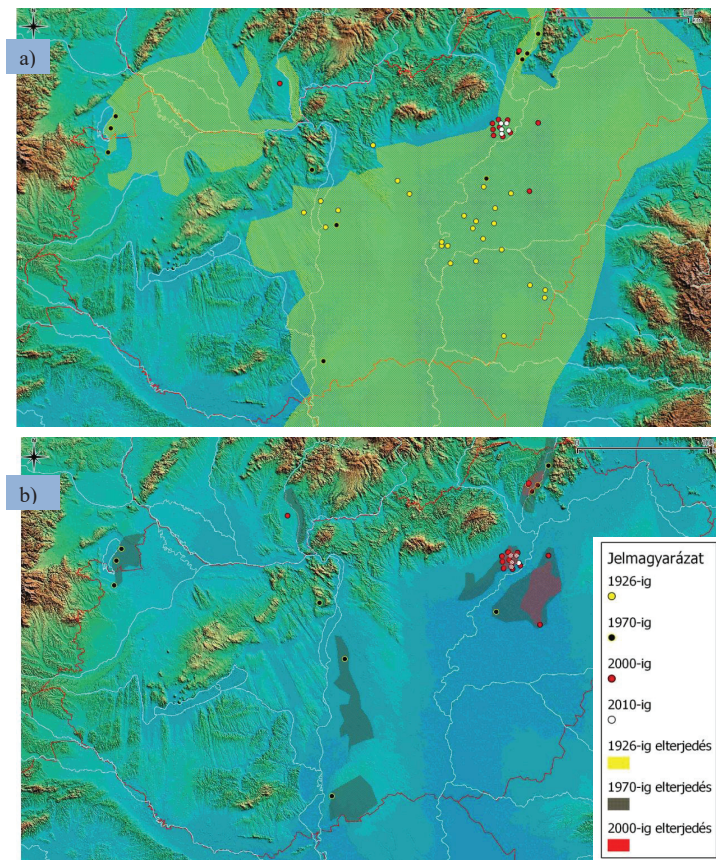 a)
b)
Jelmagyarázat
1926-ig
1970-ig
2000-ig
2010-ig
1926-ig elterjedés
1970-ig elterjedés
2000-ig elterjedés